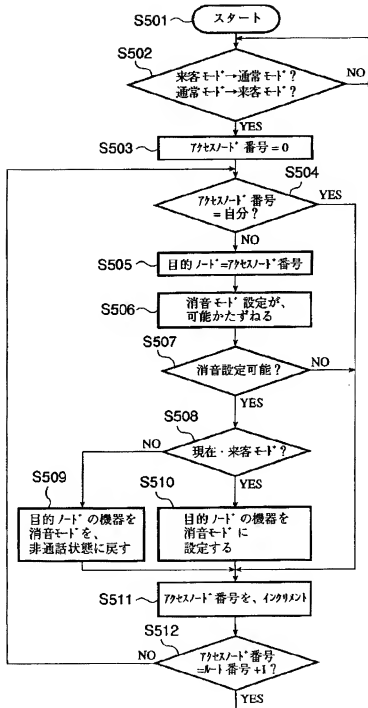 S501
スタート
S502
来客モード→通常モード?
通常モード→来客モード?
NO
YES
S503
アクセスノード番号=0
S504
アクセスノード番号
=自分?
YES
NO
S505
目的ノード=アクセスノード番号
S506
消音モード設定が、
可能かたずねる
S507
消音設定可能?
NO
YES
S508
現在・来客モード?
NO
YES
S509
目的ノードの機器を
消音モードを、
非通話状態に戻す
S510
目的ノードの機器を
消音モードに
設定する
S511
アクセスノード番号を、インクリメント
S512
アクセスノード番号
=ルート番号+1?
NO
YES